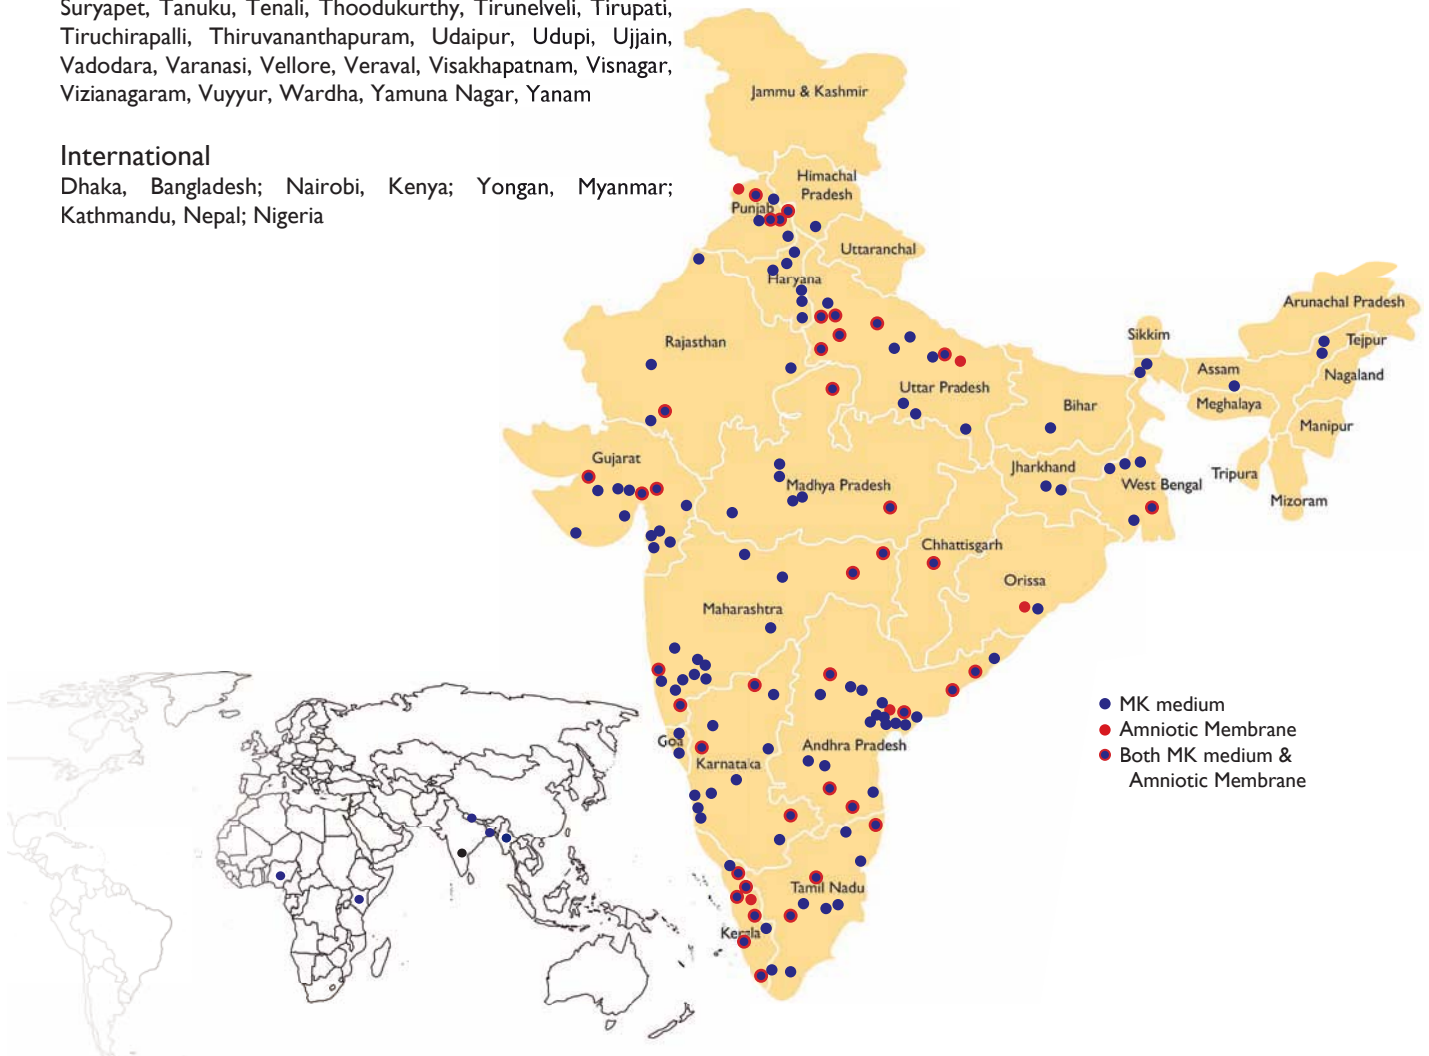 Suryapet, Tanuku, Tenali, Thoodukurthy, Tirunelveli, Tirupati,
Tiruchirapalli, Thiruvananthapuram, Udaipur, Udupi, Ujjain,
Vadodara, Varanasi, Vellore, Veraval, Visakhapatnam, Visnagar,
Vizianagaram, Vuyyur, Wardha, Yamuna Nagar, Yanam
International
Dhaka, Bangladesh; Nairobi, Kenya; Yongan, Myanmar;
Kathmandu, Nepal; Nigeria
Jammu & Kashmir
Himachal
Pradesh
Punjab
Uttaranchal
Haryana
Arunachal Pradesh
Sikkim
Rajasthan
Tejpur
Assam
Nagaland
Uttar Pradesh
Meghalaya
Bihar
Manipur
Gujarat
Jharkhand
Tripura
Madhya Pradesh
West Bengal
Mizoram
Chhattisgarh
Orissa
Maharashtra
MK medium
Amniotic Membrane
Both MK medium &
Amniotic Membrane
Goa
Andhra Pradesh
Karnataka
Tamil Nadu
Kerala